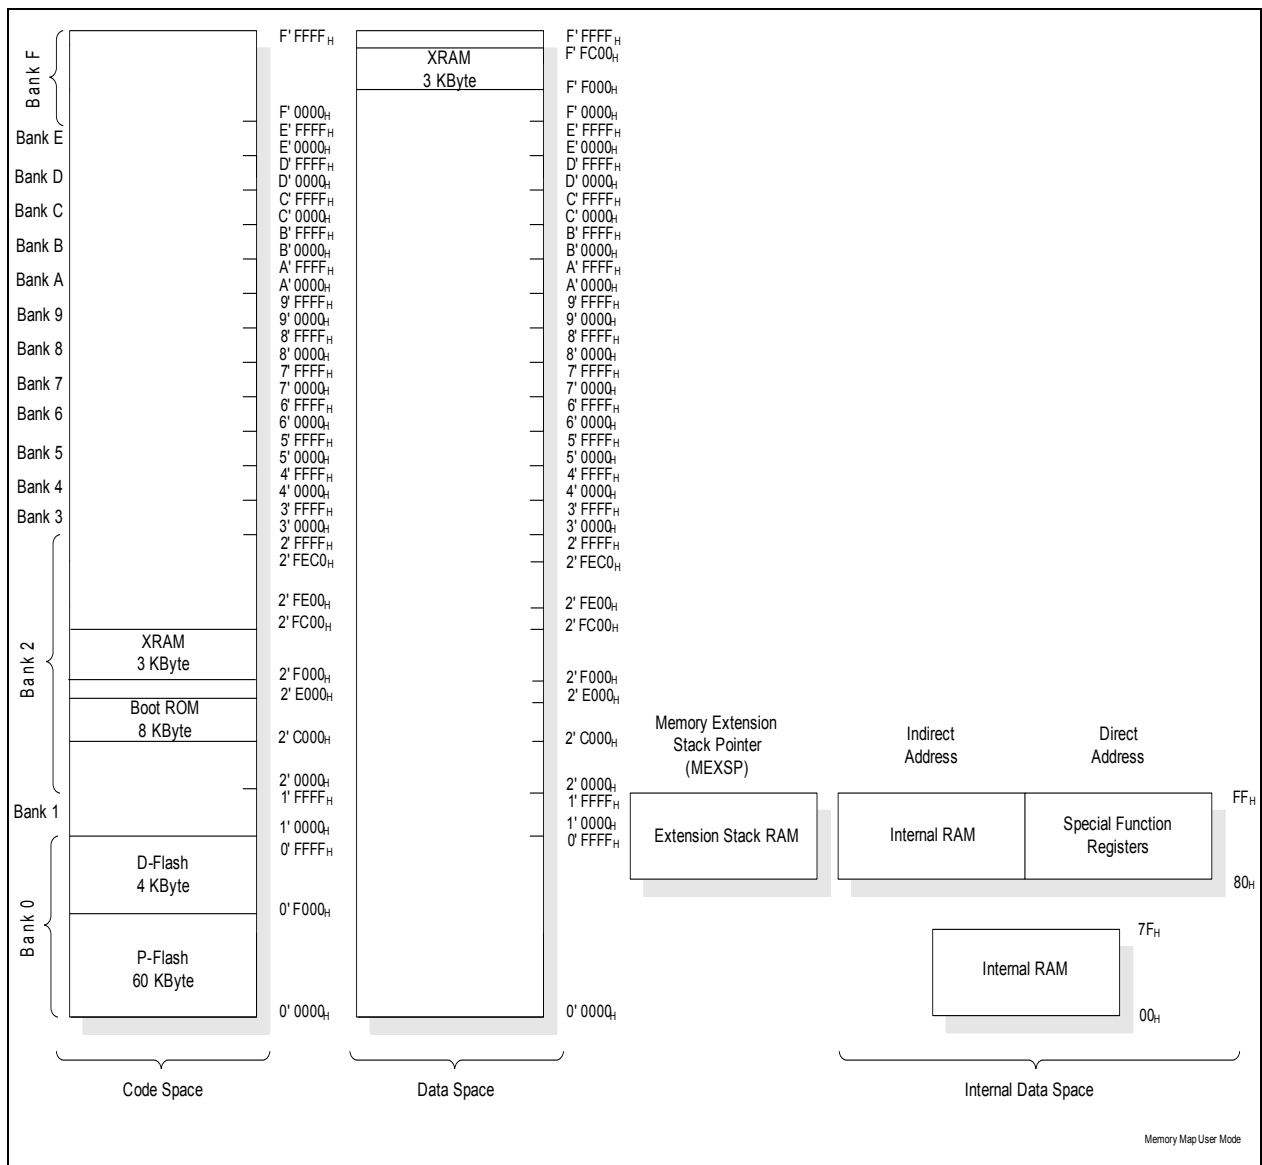 Bank F
Bank E
Bank D
Bank C
Bank B
Bank A
Bank 9
Bank 8
Bank 7
Bank 6
Bank 5
Bank 4
Bank 3
Bank 2
Bank 1
Bank 0
XRAM
3 KByte
Boot ROM
8 KByte
D-Flash
4 KByte
P-Flash
60 KByte
F' FFFFH
F' 0000H
E' FFFFH
E' 0000H
D' FFFFH
D' 0000H
C' FFFFH
C' 0000H
B' FFFFH
B' 0000H
A' FFFFH
A' 0000H
9' FFFFH
9' 0000H
8' FFFFH
8' 0000H
7' FFFFH
7' 0000H
6' FFFFH
6' 0000H
5' FFFFH
5' 0000H
4' FFFFH
4' 0000H
3' FFFFH
3' 0000H
2' FFFFH
2' FEC0H
2' FE00H
2' FC00H
2' F000H
2' E000H
2' C000H
2' 0000H
1' FFFFH
1' 0000H
0' FFFFH
0' F000H
0' 0000H
Code Space
XRAM
3 KByte
F' FFFFH
F' FC00H
F' F000H
F' 0000H
E' FFFFH
E' 0000H
D' FFFFH
D' 0000H
C' FFFFH
C' 0000H
B' FFFFH
B' 0000H
A' FFFFH
A' 0000H
9' FFFFH
9' 0000H
8' FFFFH
8' 0000H
7' FFFFH
7' 0000H
6' FFFFH
6' 0000H
5' FFFFH
5' 0000H
4' FFFFH
4' 0000H
3' FFFFH
3' 0000H
2' FFFFH
2' FEC0H
2' FE00H
2' FC00H
2' F000H
2' E000H
2' C000H
2' 0000H
1' FFFFH
1' 0000H
0' FFFFH
0' 0000H
Data Space
Memory Extension
Stack Pointer
(MEXSP)
Extension Stack RAM
Indirect
Address
Direct
Address
Internal RAM
Special Function
Registers
FFH
80H
7FH
Internal RAM
00H
Internal Data Space
Memory Map User Mode